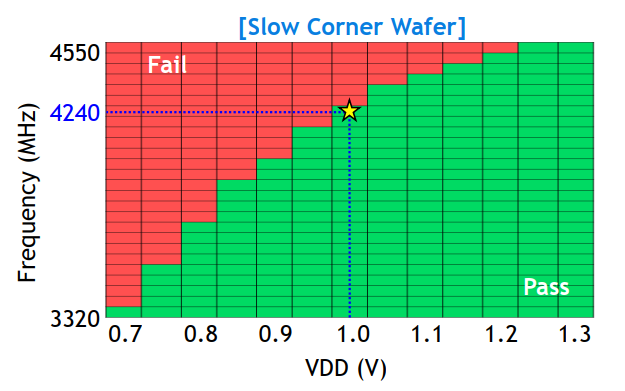 [Slow Corner Wafer]
4550
Fail
4240
Frequency (MHz)
Pass
3320
0.7 0.8 0.9 1.0 1.1 1.2 1.3
VDD (V)